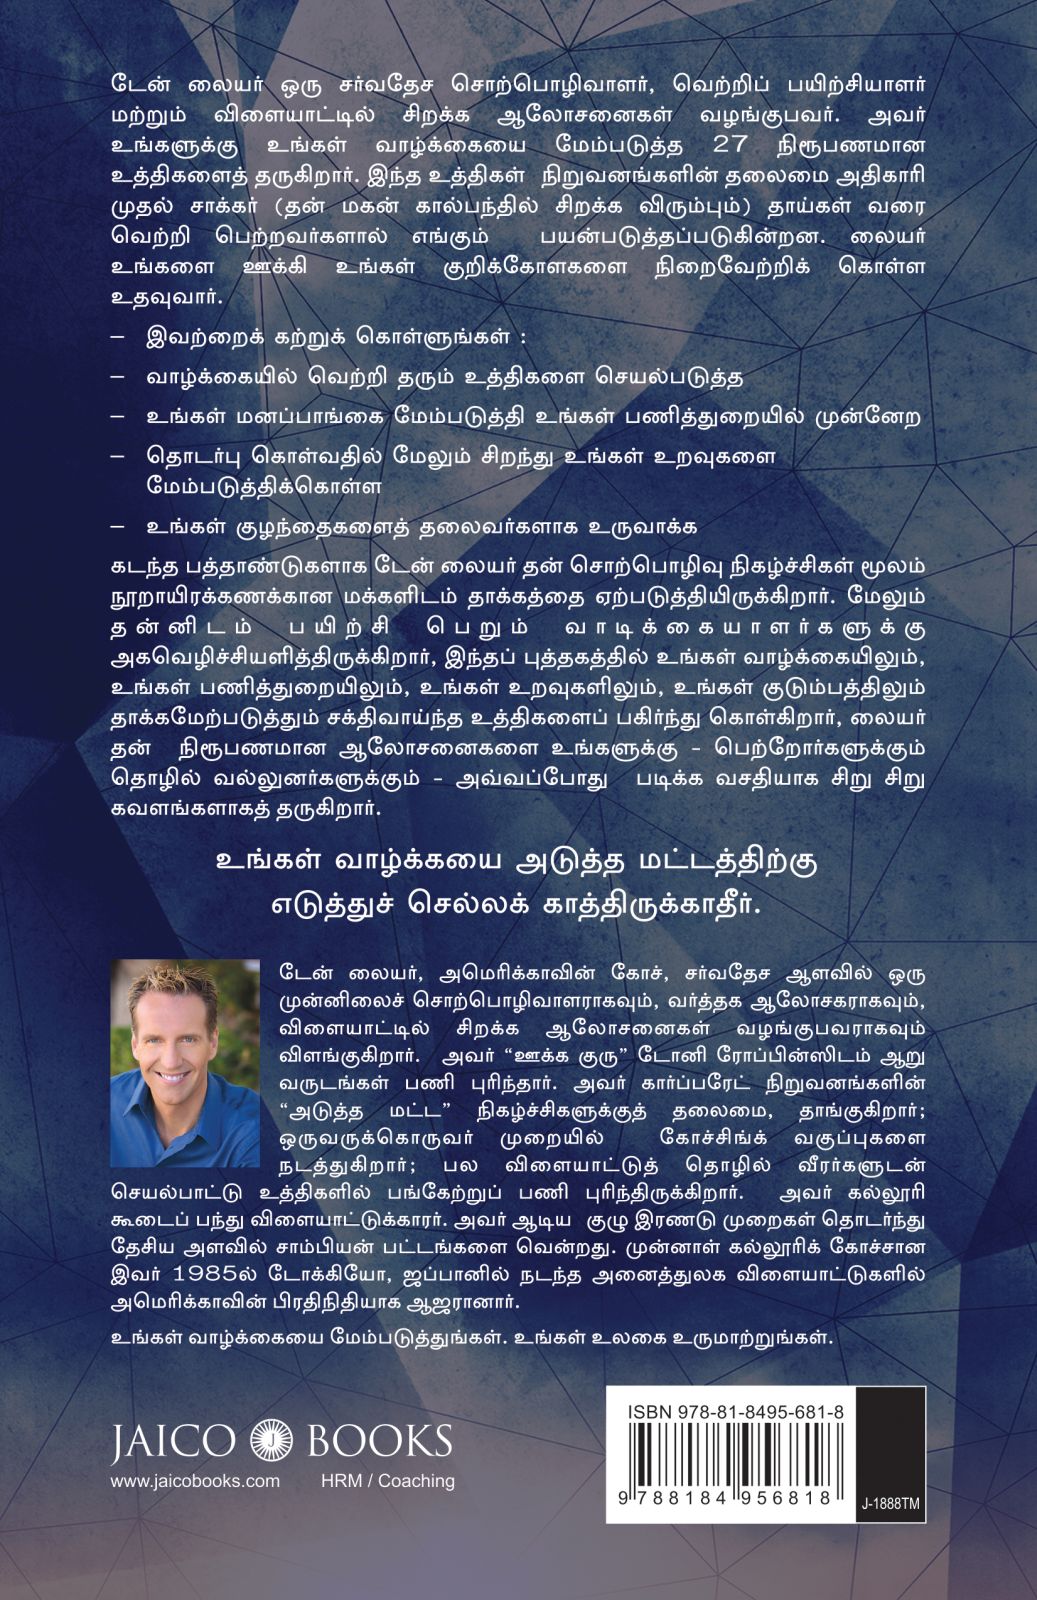 டேன் லையர் ஒரு சர்வதேச சொற்பொழிவாளர், வெற்றிப் பயிற்சியாளர்
மற்றும் விளையாட்டில் சிறக்க ஆலோசனைகள் வழங்குபவர். அவர்
உங்களுக்கு உங்கள் வாழ்க்கையை மேம்படுத்த 27 நிரூபணமான
உத்திகளைத் தருகிறார். இந்த உத்திகள் நிறுவனங்களின் தலைமை அதிகாரி
முதல் சாக்கர் (தன் மகன் கால்பந்தில் சிறக்க விரும்பும்) தாய்கள் வரை
வெற்றி பெற்றவர்களால் எங்கும் பயன்படுத்தப்படுகின்றன. லையர்
உங்களை ஊக்கி உங்கள் குறிக்கோளகளை நிறைவேற்றிக் கொள்ள
உதவுவார்.
– இவற்றைக் கற்றுக் கொள்ளுங்கள் :
– வாழ்க்கையில் வெற்றி தரும் உத்திகளை செயல்படுத்த
– உங்கள் மனப்பாங்கை மேம்படுத்தி உங்கள் பணித்துறையில் முன்னேற
– தொடர்பு கொள்வதில் மேலும் சிறந்து உங்கள் உறவுகளை
மேம்படுத்திக்கொள்ள
– உங்கள் குழந்தைகளைத் தலைவர்களாக உருவாக்க
கடந்த பத்தாண்டுகளாக டேன் லையர் தன் சொற்பொழிவு நிகழ்ச்சிகள் மூலம்
நூறாயிரக்கணக்கான மக்களிடம் தாக்கத்தை ஏற்படுத்தியிருக்கிறார். மேலும்
தன்னிடம் பயிற்சி பெறும் வாடிக்கையாளர்களுக்கு
அகவெழிச்சியளித்திருக்கிறார், இந்தப் புத்தகத்தில் உங்கள் வாழ்க்கையிலும்,
உங்கள் பணித்துறையிலும், உங்கள் உறவுகளிலும், உங்கள் குடும்பத்திலும்
தாக்கமேற்படுத்தும் சக்திவாய்ந்த உத்திகளைப் பகிர்ந்து கொள்கிறார், லையர்
தன் நிரூபணமான ஆலோசனைகளை உங்களுக்கு - பெற்றோர்களுக்கும்
தொழில் வல்லுனர்களுக்கும் - அவ்வப்போது படிக்க வசதியாக சிறு சிறு
கவளங்களாகத் தருகிறார்.
உங்கள் வாழ்க்கயை அடுத்த மட்டத்திற்கு
எடுத்துச் செல்லக் காத்திருக்காதீர்.
டேன் லையர், அமெரிக்காவின் கோச், சர்வதேச ஆளவில் ஒரு
முன்னிலைச் சொற்பொழிவாளராகவும், வர்த்தக ஆலோசகராகவும்,
விளையாட்டில் சிறக்க ஆலோசனைகள் வழங்குபவராகவும்
விளங்குகிறார். அவர் “ஊக்க குரு” டோனி ரோப்பின்ஸிடம் ஆறு
வருடங்கள் பணி புரிந்தார். அவர் கார்ப்பரேட் நிறுவனங்களின்
“அடுத்த மட்ட” நிகழ்ச்சிகளுக்குத் தலைமை, தாங்குகிறார்;
ஒருவருக்கொருவர் முறையில் கோச்சிங்க் வகுப்புகளை
நடத்துகிறார்; பல விளையாட்டுத் தொழில் வீரர்களுடன்
செயல்பாட்டு உத்திகளில் பங்கேற்றுப் பணி புரிந்திருக்கிறார். அவர் கல்லூரி
கூடைப் பந்து விளையாட்டுக்காரர். அவர் ஆடிய குழு இரணடு முறைகள் தொடர்ந்து
தேசிய அளவில் சாம்பியன் பட்டங்களை வென்றது. முன்னாள் கல்லூரிக் கோச்சான
இவர் 1985ல் டோக்கியோ, ஜப்பானில் நடந்த அனைத்துலக விளையாட்டுகளில்
அமெரிக்காவின் பிரதிநிதியாக ஆஜரானார்.
உங்கள் வாழ்க்கையை மேம்படுத்துங்கள். உங்கள் உலகை உருமாற்றுங்கள்.
JAICO J BOOKS
www.jaicobooks.com HRM / Coaching
ISBN 978-81-8495-681-8
9 788184 956818
J-1888TM